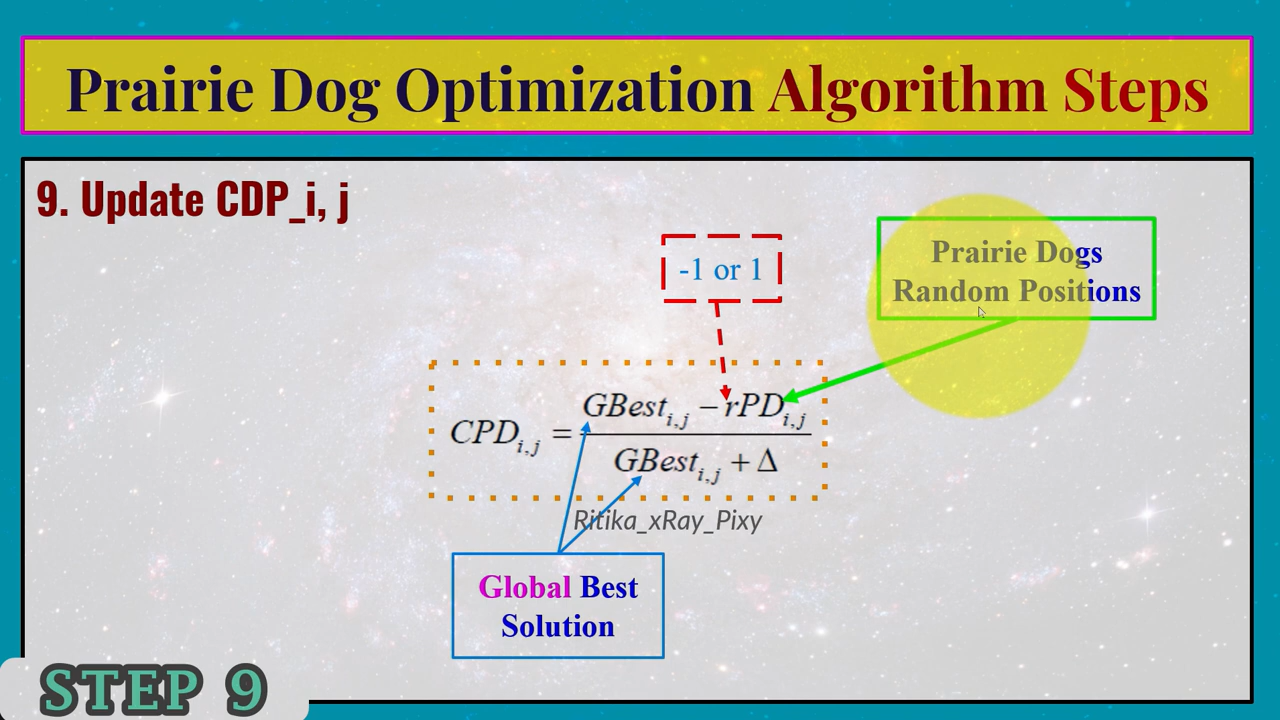 Prairie Dog Optimization Algorithm Steps
9. Update CDP_i, j
-1 or 1
Prairie Dogs
Random Positions
CPD_{i,j} = \frac{GBest_{i,j} - rPD_{i,j}}{GBest_{i,j} + Δ}
Ritika_xRay_Pixy
Global Best
Solution
STEP 9